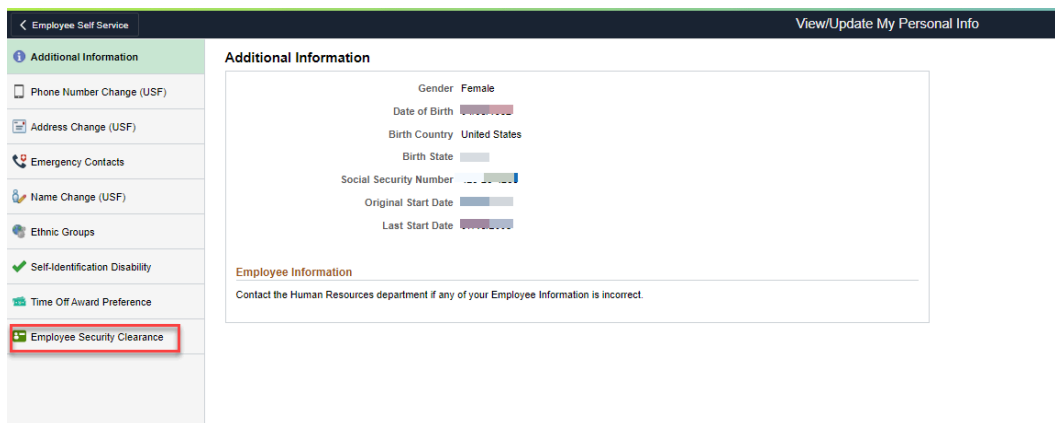 Employee Self Service
View/Update My Personal Info
Additional Information
Phone Number Change (USF)
Address Change (USF)
Emergency Contacts
Name Change (USF)
Ethnic Groups
Self-Identification Disability
Time Off Award Preference
Employee Security Clearance
Additional Information
Gender Female
Date of Birth
Birth Country United States
Birth State
Social Security Number
Original Start Date
Last Start Date
Employee Information
Contact the Human Resources department if any of your Employee Information is incorrect.